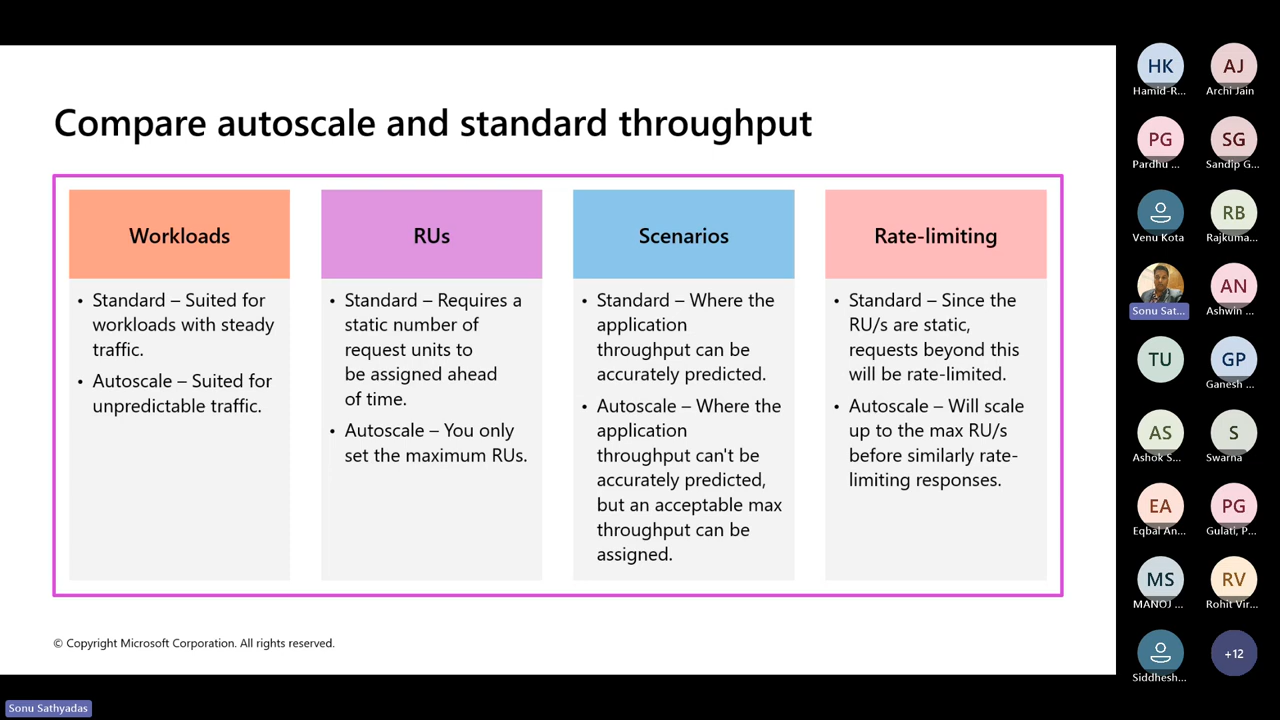 Compare autoscale and standard throughput
Workloads
• Standard – Suited for
workloads with steady
traffic.
• Autoscale – Suited for
unpredictable traffic.
RUs
• Standard – Requires a
static number of
request units to
be assigned ahead
of time.
• Autoscale – You only
set the maximum RUs.
Scenarios
• Standard – Where the
application
throughput can be
accurately predicted.
• Autoscale – Where the
application
throughput can't be
accurately predicted,
but an acceptable max
throughput can be
assigned.
Rate-limiting
• Standard – Since the
RU/s are static,
requests beyond this
will be rate-limited.
• Autoscale – Will scale
up to the max RU/s
before similarly rate-
limiting responses.
© Copyright Microsoft Corporation. All rights reserved.
Sonu Sathyadas
HK
Hamid-R...
AJ
Archi Jain
PG
Pardhu ...
SG
Sandip G...
Venu Kota
RB
Rajkuma...
Sonu Sat...
AN
Ashwin ...
TU
GP
Ganesh ...
AS
Ashok S...
S
Swarna
EA
Eqbal An...
PG
Gulati, P...
MS
MANOJ ...
RV
Rohit Vir...
Siddhesh...
+12